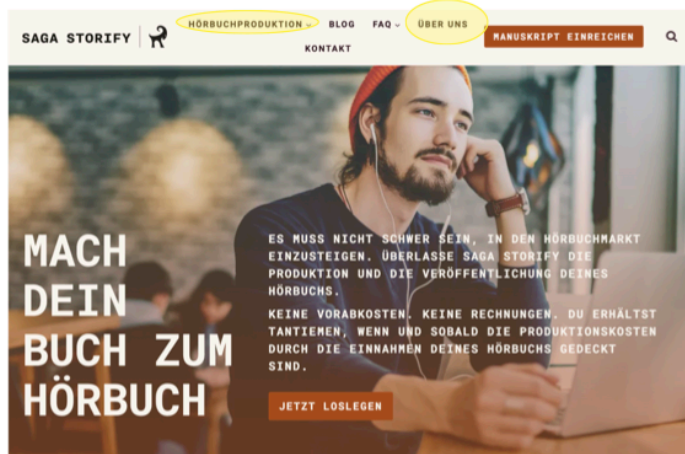 SAGA STORIFY
HÖRBUCHPRODUKTION
BLOG
FAQ
ÜBER UNS
KONTAKT
MANUSKRIPT EINREICHEN
MACH
DEIN
BUCH ZUM
HÖRBUCH
ES MUSS NICHT SCHWER SEIN, IN DEN HÖRBUCHMARKT
EINZUSTEIGEN. ÜBERLASSE SAGA STORIFY DIE
PRODUKTION UND DIE VERÖFFENTLICHUNG DEINES
HÖRBUCHS.
KEINE VORABKOSTEN. KEINE RECHNUNGEN. DU ERHÄLTST
TANTIEMEN, WENN UND SOBALD DIE PRODUKTIONSKOSTEN
DURCH DIE EINNAHMEN DEINES HÖRBUCHS GEDECKT
SIND.
JETZT LOSLEGEN